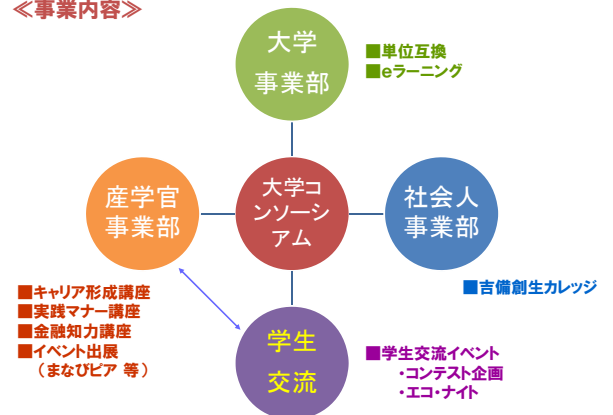 ≪事業内容≫
大学
事業部
■単位互換
■eラーニング
産学官
事業部
大学コ
ンソーシ
アム
社会人
事業部
■吉備創生カレッジ
■キャリア形成講座
■実践マナー講座
■金融知力講座
■イベント出展
（まなびピア 等）
学生
交流
■学生交流イベント
・コンテスト企画
・エコ・ナイト